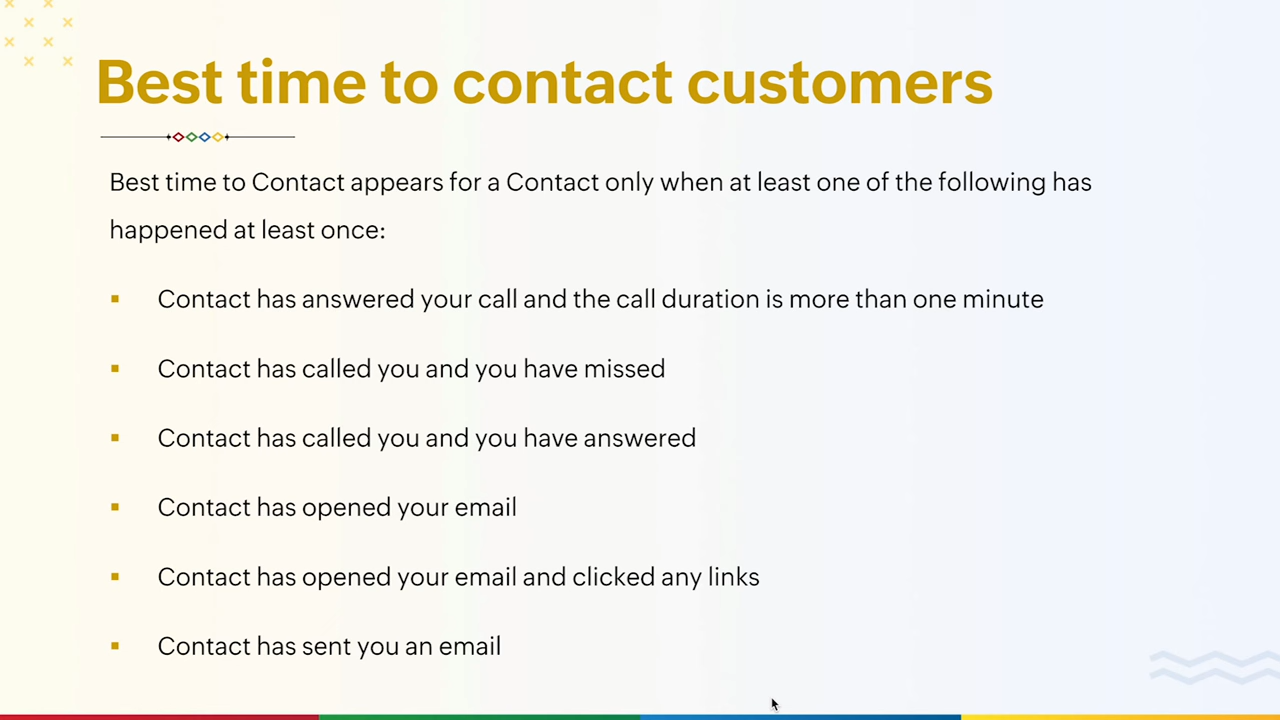 Best time to contact customers
Best time to Contact appears for a Contact only when at least one of the following has
happened at least once:
Contact has answered your call and the call duration is more than one minute
Contact has called you and you have missed
Contact has called you and you have answered
Contact has opened your email
Contact has opened your email and clicked any links
Contact has sent you an email